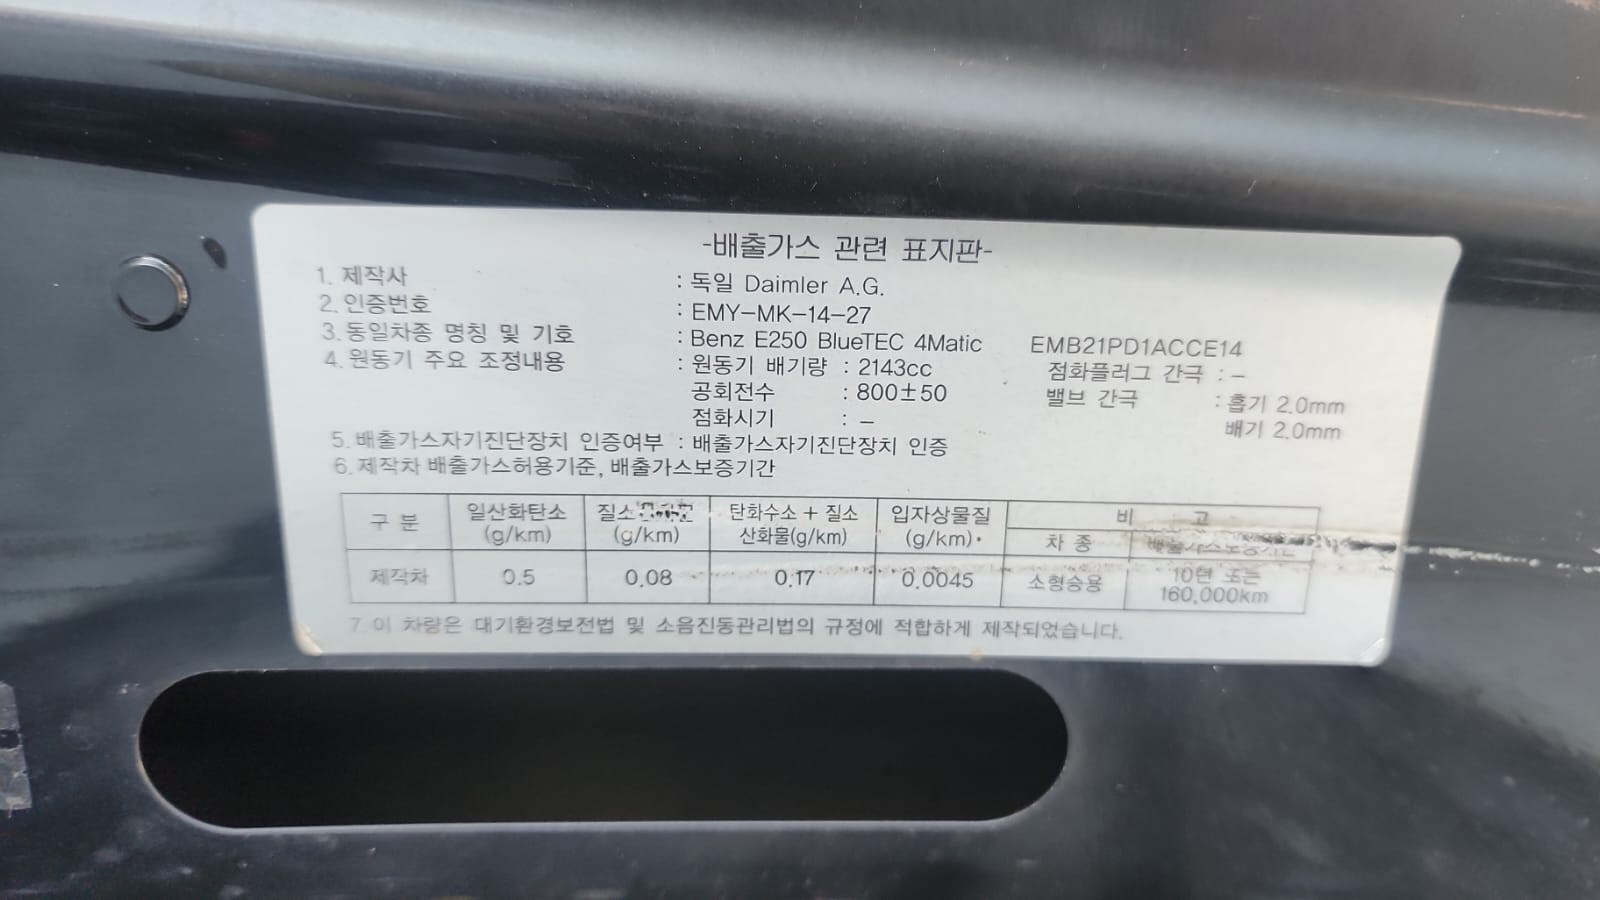 -배출가스 관련 표지판-
1. 제작사 : 독일 Daimler A.G.
2. 인증번호 : EMY-MK-14-27
3. 동일차종 명칭 및 기호 : Benz E250 BlueTEC 4Matic EMB21PD1ACCE14
4. 원동기 주요 조정내용 : 원동기 배기량 : 2143cc 점화플러그 간극 : -
공회전수 : 800±50 밸브 간극 : 흡기 2.0mm
점화시기 : - 배기 2.0mm
5. 배출가스자기진단장치 인증여부 : 배출가스자기진단장치 인증
6. 제작차 배출가스허용기준, 배출가스보증기간
구분 일산화탄소 (g/km) (g/km) 탄화수소 + 질소 산화물(g/km) 입자상물질 (g/km) 비고
차종 배출가스보증기간
제작차 0.5 0.08 0.17 0.0045 소형승용 10년 또는 160,000km
7. 이 차량은 대기환경보전법 및 소음진동관리법의 규정에 적합하게 제작되었습니다.